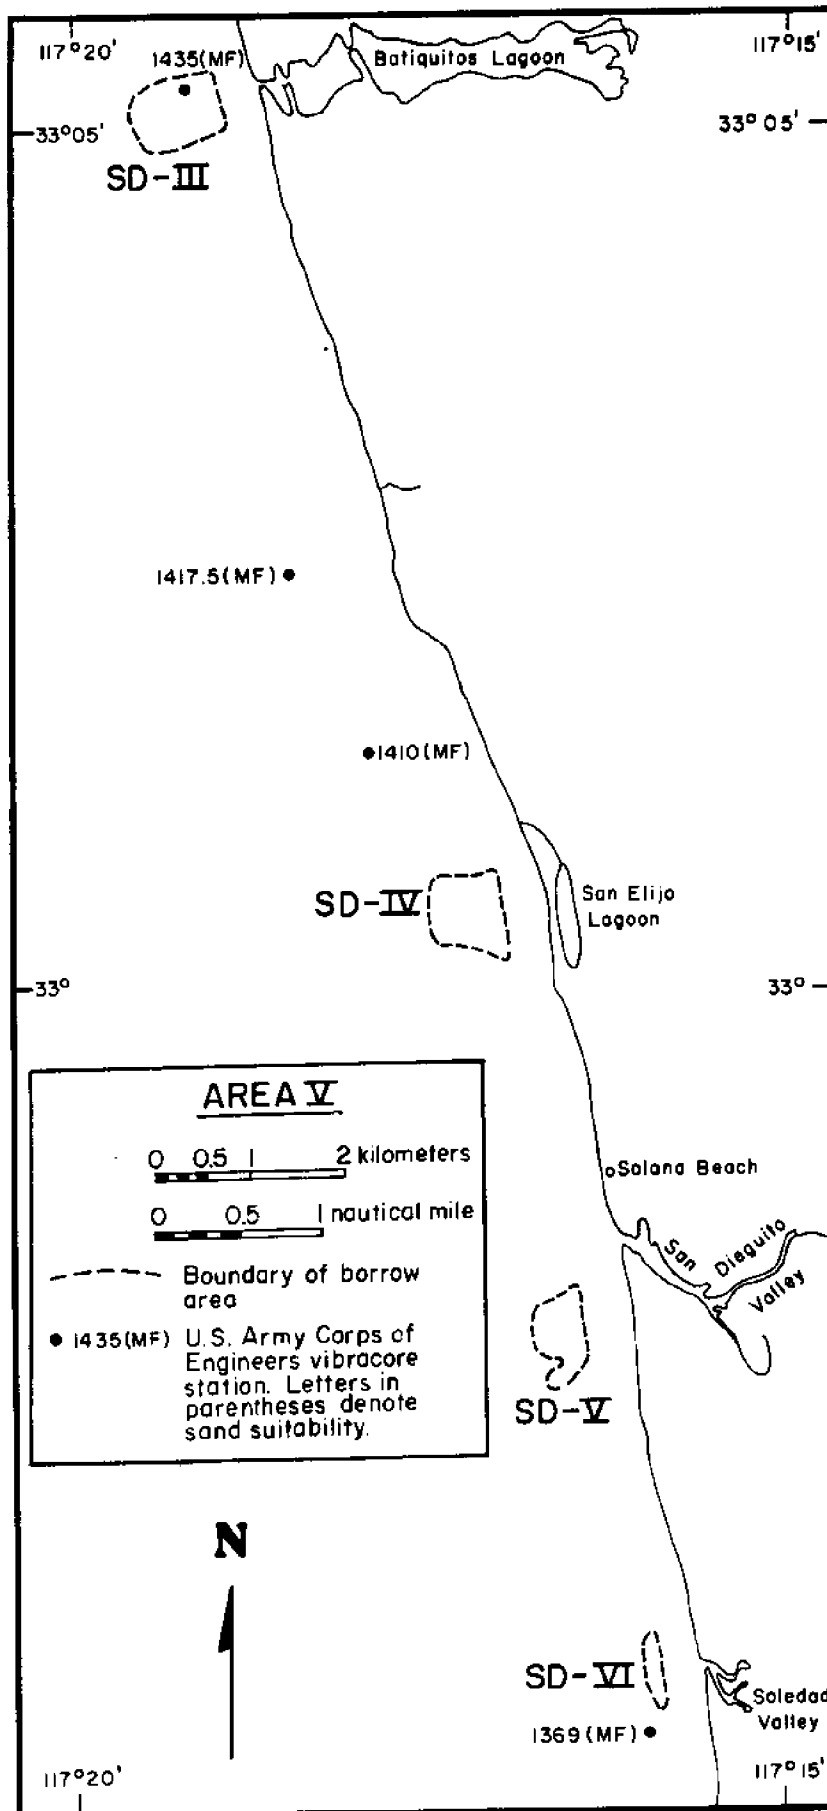 117°20'
1435(MF)
Batiquitos Lagoon
117°15'
33°05'
33°05'
SD-III
1417.5(MF)
1410(MF)
SD-IV
San Elijo
Lagoon
33°
33°
AREA V
0 0.5 1 2 kilometers
0 0.5 1 nautical mile
Boundary of borrow
area
1435(MF) U.S. Army Corps of
Engineers vibracore
station. Letters in
parentheses denote
sand suitability.
Solana Beach
San Dieguito
Valley
SD-V
N
SD-VI
Soledad
Valley
1369(MF)
117°20'
117°15'